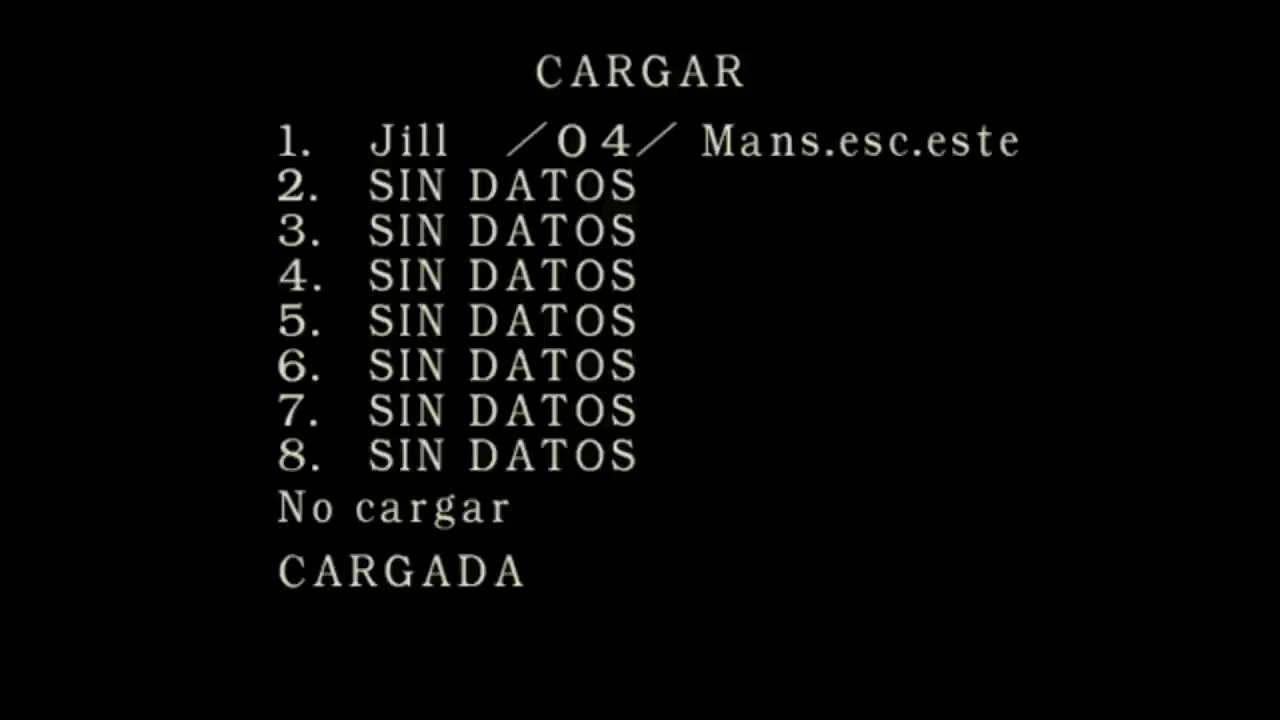 CARGAR
1. Jill /04/ Mans.esc.este
2. SIN DATOS
3. SIN DATOS
4. SIN DATOS
5. SIN DATOS
6. SIN DATOS
7. SIN DATOS
8. SIN DATOS
No cargar
CARGADA